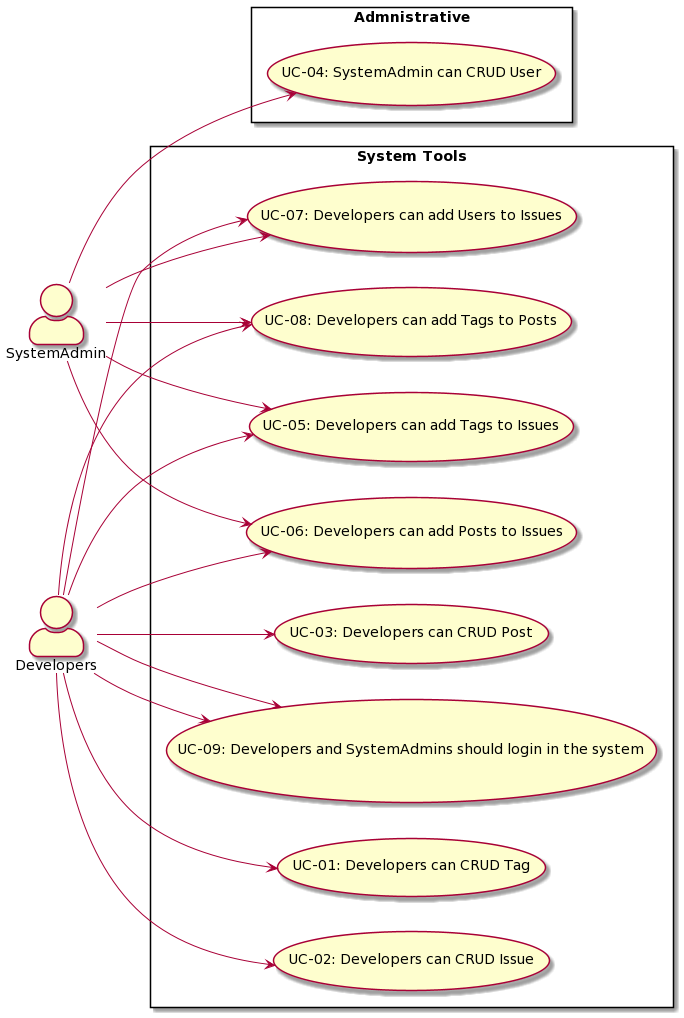 Admnistrative
UC-04: SystemAdmin can CRUD User
System Tools
UC-07: Developers can add Users to Issues
UC-08: Developers can add Tags to Posts
SystemAdmin
UC-05: Developers can add Tags to Issues
UC-06: Developers can add Posts to Issues
UC-03: Developers can CRUD Post
Developers
UC-09: Developers and SystemAdmins should login in the system
UC-01: Developers can CRUD Tag
UC-02: Developers can CRUD Issue